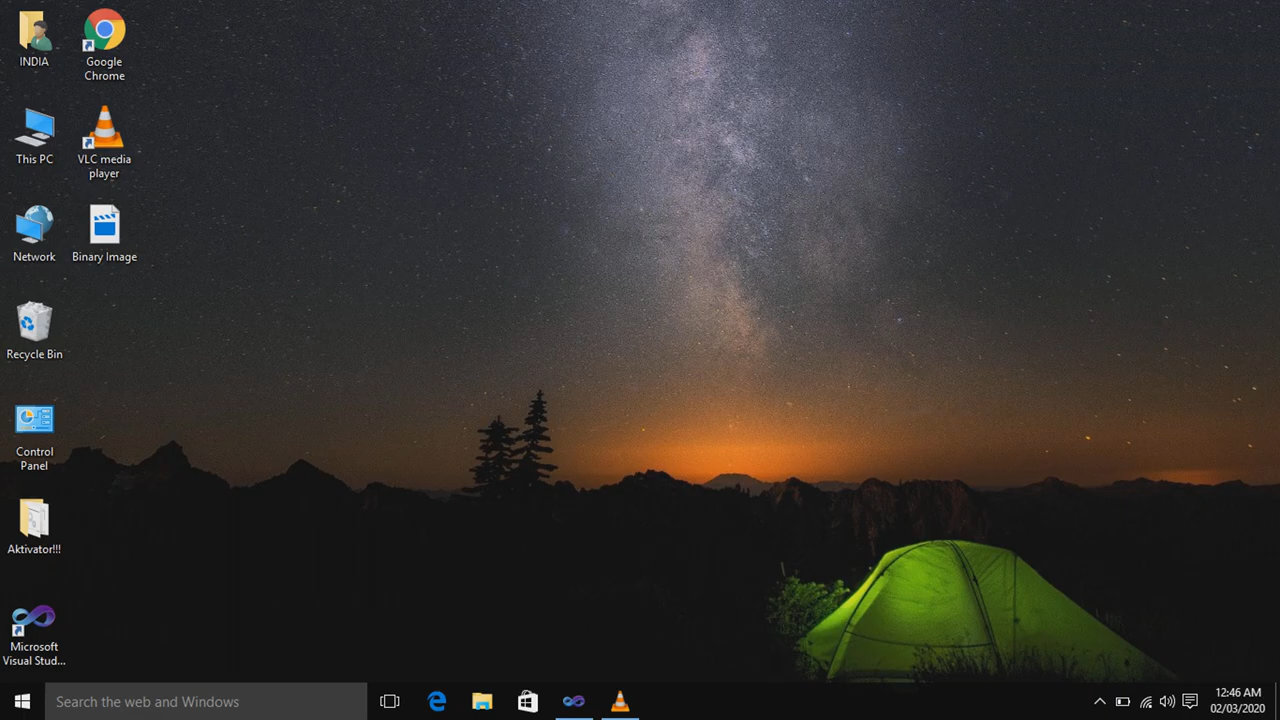 INDIA
Google
Chrome
This PC
VLC media
player
Network
Binary Image
Recycle Bin
Control
Panel
Aktivator!!!
Microsoft
Visual Stud...
Search the web and Windows
12:46 AM
02/03/2020